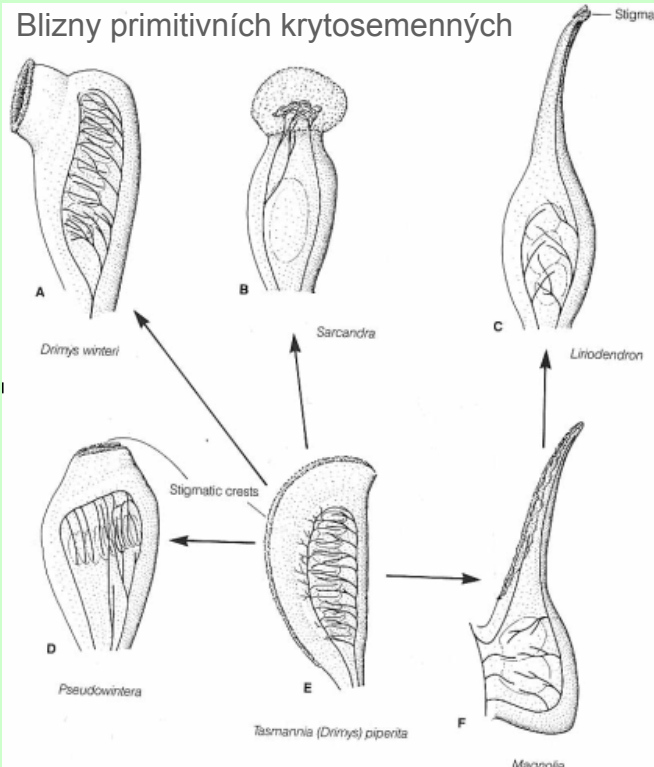 Blizny primitivních krytosemenných
Stigma
A
Drimys winteri
B
Sarcandra
C
Liriodendron
Stigmatic crests
D
Pseudowintera
E
Tasmannia (Drimys) piperita
F
Magnolia